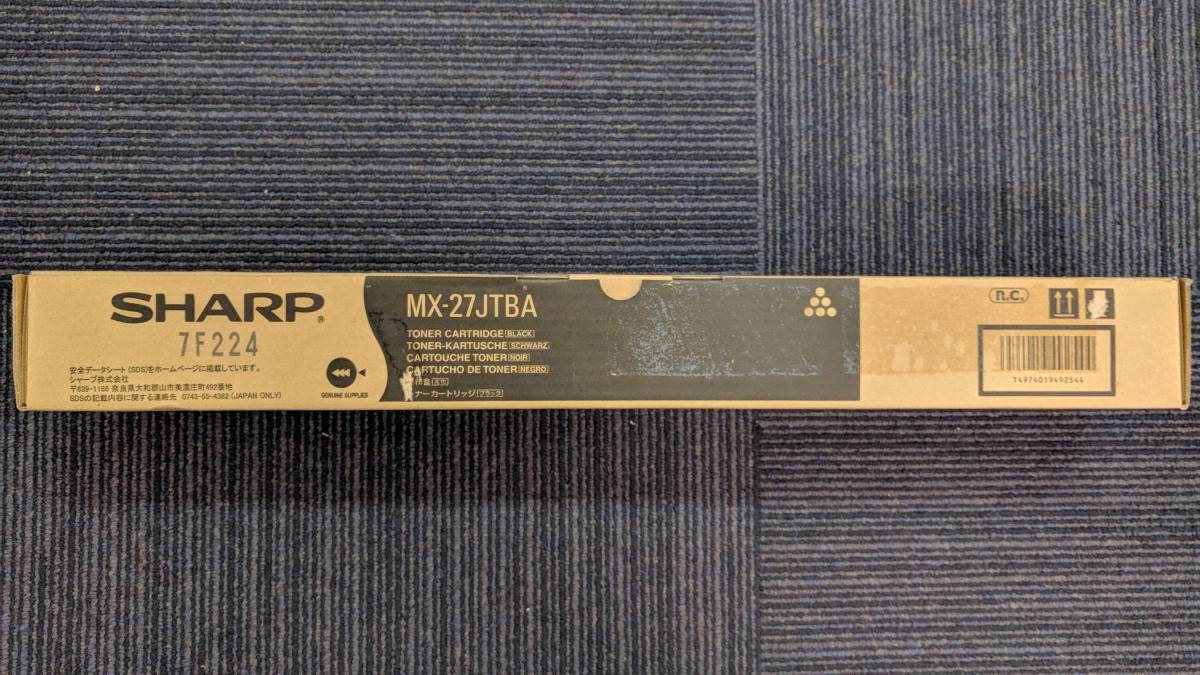 SHARP®
7F224
安全データシート(SDS)をホームページに掲載しています。
シャープ株式会社
〒639-1186 奈良県大和郡山市美濃庄町492番地
SDSの記載内容に関する連絡先 0743-55-4382 (JAPAN ONLY)
GENUINE SUPPLIES
MX-27JTBA
TONER CARTRIDGE BLACK
TONER-KARTUSCHE SCHWARZ
CARTOUCHE TONER NOIR
CARTUCHO DE TONER NEGRO
粉盒
ナーカートリッジ ブラック
n.c.
T4974019492544